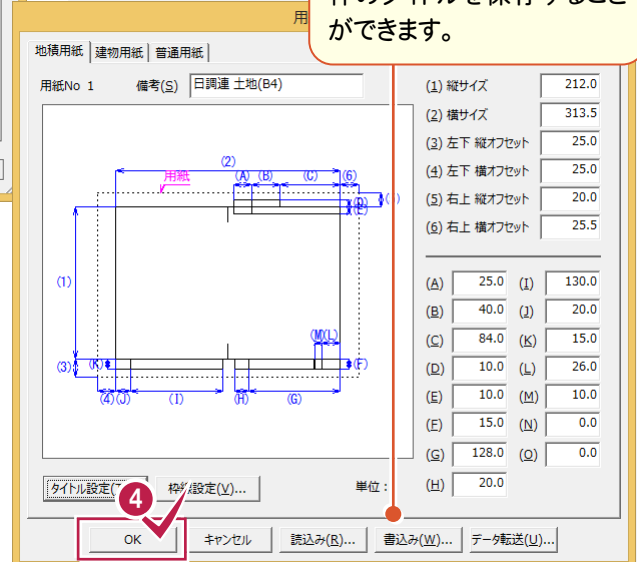 枠のタイトルを保存すること
ができます。
用
地積用紙 建物用紙 普通用紙
用紙No 1 備考(S) 日調連 土地(B4)
(1) 縦サイズ 212.0
(2) 横サイズ 313.5
(3) 左下 縦オフセット 25.0
(4) 左下 横オフセット 25.0
(5) 右上 縦オフセット 20.0
(6) 右上 横オフセット 25.5
(2)
用紙 (A) (B) (C) (6)
(D)
(E)
(1)
(M)(L)
(3) (K) (F)
(4) (J) (I) (H) (G)
(A) 25.0 (I) 130.0
(B) 40.0 (J) 20.0
(C) 84.0 (K) 15.0
(D) 10.0 (L) 26.0
(E) 10.0 (M) 10.0
(F) 15.0 (N) 0.0
(G) 128.0 (O) 0.0
(H) 20.0
タイトル設定( 枠線設定(V)... 単位:
4
OK キャンセル 読込み(R)... 書込み(W)... データ転送(U)...